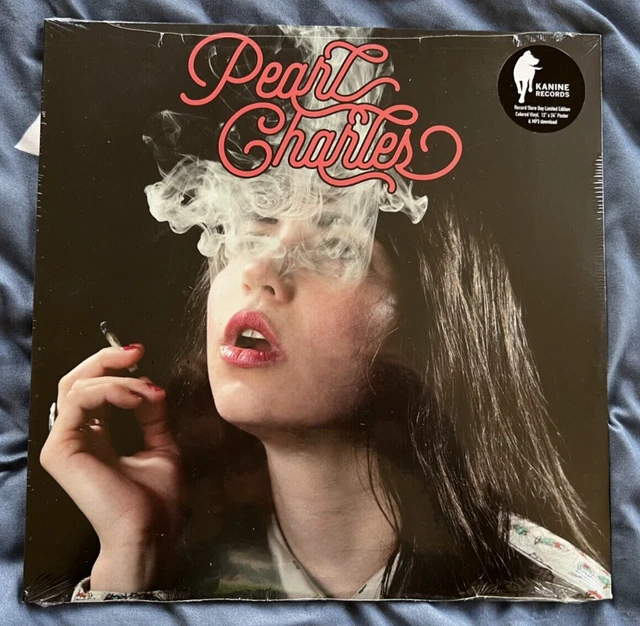 Pearl
Charles
KANINE
RECORDS
Record Store Day Limited Edition
Colored Vinyl, 12" x 24" Poster
& MP3 download